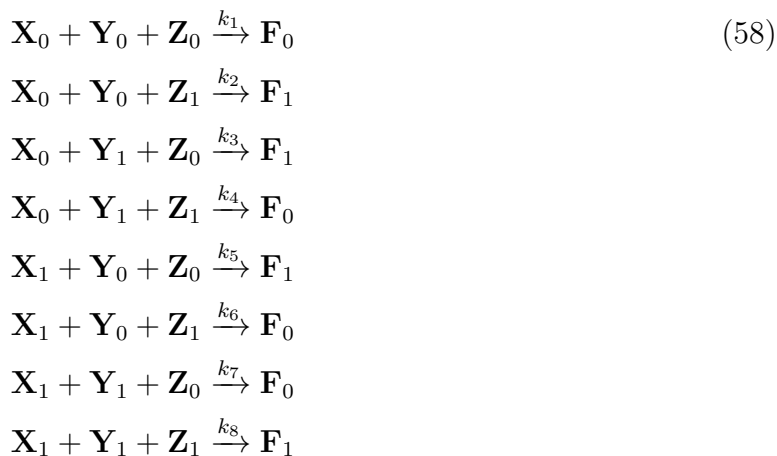 X₀ + Y₀ + Z₀ →^{k₁} F₀ (58)
X₀ + Y₀ + Z₁ →^{k₂} F₁
X₀ + Y₁ + Z₀ →^{k₃} F₁
X₀ + Y₁ + Z₁ →^{k₄} F₀
X₁ + Y₀ + Z₀ →^{k₅} F₁
X₁ + Y₀ + Z₁ →^{k₆} F₀
X₁ + Y₁ + Z₀ →^{k₇} F₀
X₁ + Y₁ + Z₁ →^{k₈} F₁